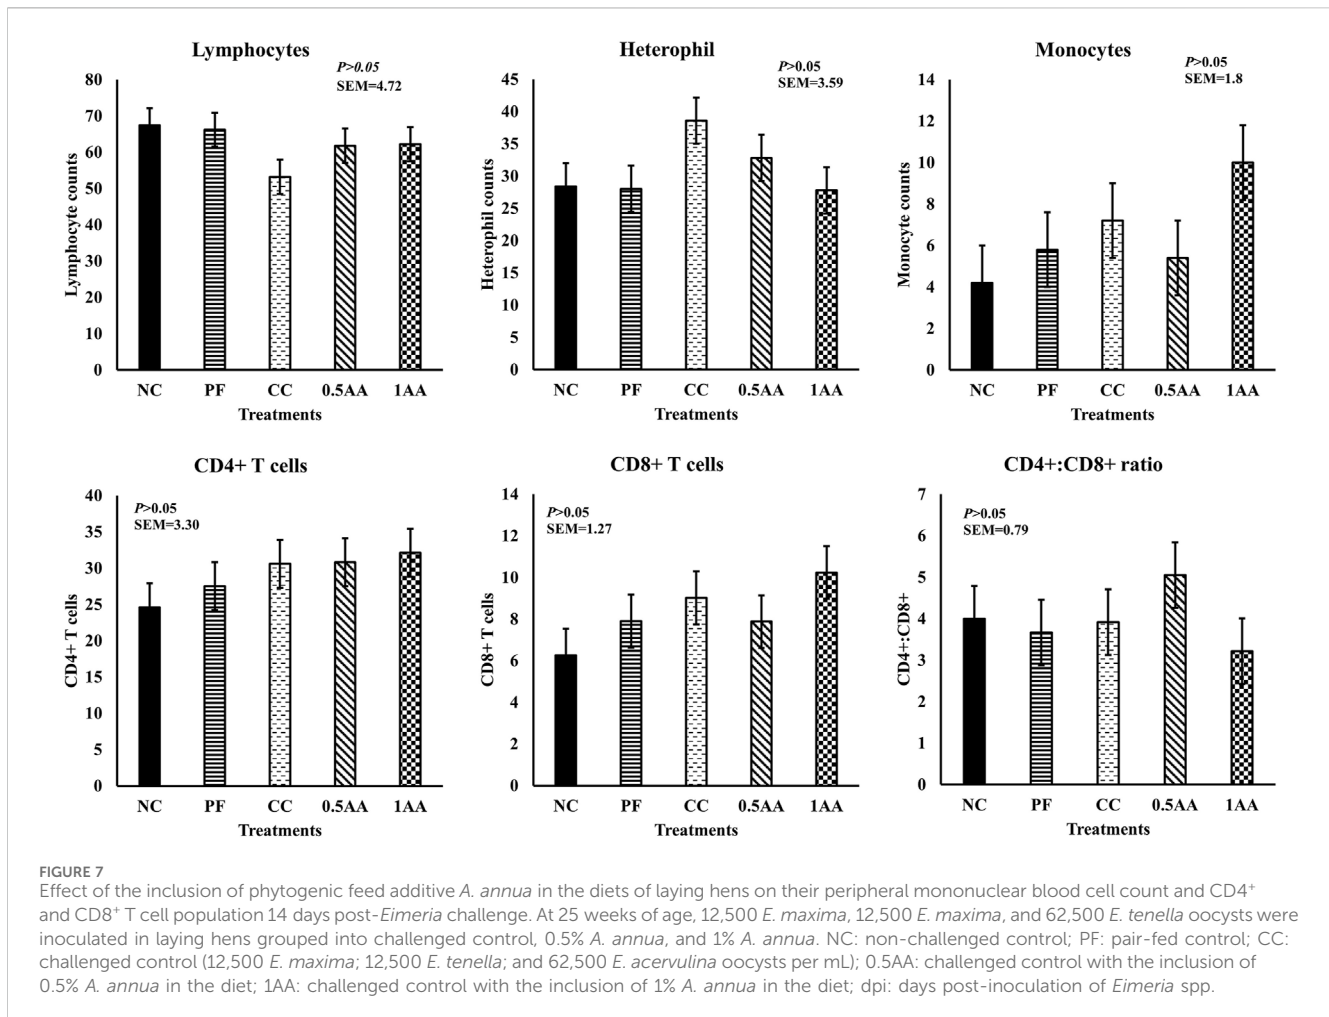 Lymphocytes
P>0.05
SEM=4.72
80
70
60
50
40
30
20
10
0
Lymphocyte counts
NC PF CC 0.5AA 1AA
Treatments
Heterophil
P>0.05
SEM=3.59
45
40
35
30
25
20
15
10
5
0
Heterophil counts
NC PF CC 0.5AA 1AA
Treatments
Monocytes
P>0.05
SEM=1.8
14
12
10
8
6
4
2
0
Monocyte counts
NC PF CC 0.5AA 1AA
Treatments
CD4+ T cells
P>0.05
SEM=3.30
40
35
30
25
20
15
10
5
0
CD4+ T cells
NC PF CC 0.5AA 1AA
Treatments
CD8+ T cells
P>0.05
SEM=1.27
14
12
10
8
6
4
2
0
CD8+ T cells
NC PF CC 0.5AA 1AA
Treatments
CD4+:CD8+ ratio
P>0.05
SEM=0.79
7
6
5
4
3
2
1
0
CD4+:CD8+
NC PF CC 0.5AA 1AA
Treatments
FIGURE 7
Effect of the inclusion of phytogenic feed additive A. annua in the diets of laying hens on their peripheral mononuclear blood cell count and CD4⁺
and CD8⁺ T cell population 14 days post-Eimeria challenge. At 25 weeks of age, 12,500 E. maxima, 12,500 E. maxima, and 62,500 E. tenella oocysts were
inoculated in laying hens grouped into challenged control, 0.5% A. annua, and 1% A. annua. NC: non-challenged control; PF: pair-fed control; CC:
challenged control (12,500 E. maxima; 12,500 E. tenella; and 62,500 E. acervulina oocysts per mL); 0.5AA: challenged control with the inclusion of
0.5% A. annua in the diet; 1AA: challenged control with the inclusion of 1% A. annua in the diet; dpi: days post-inoculation of Eimeria spp.